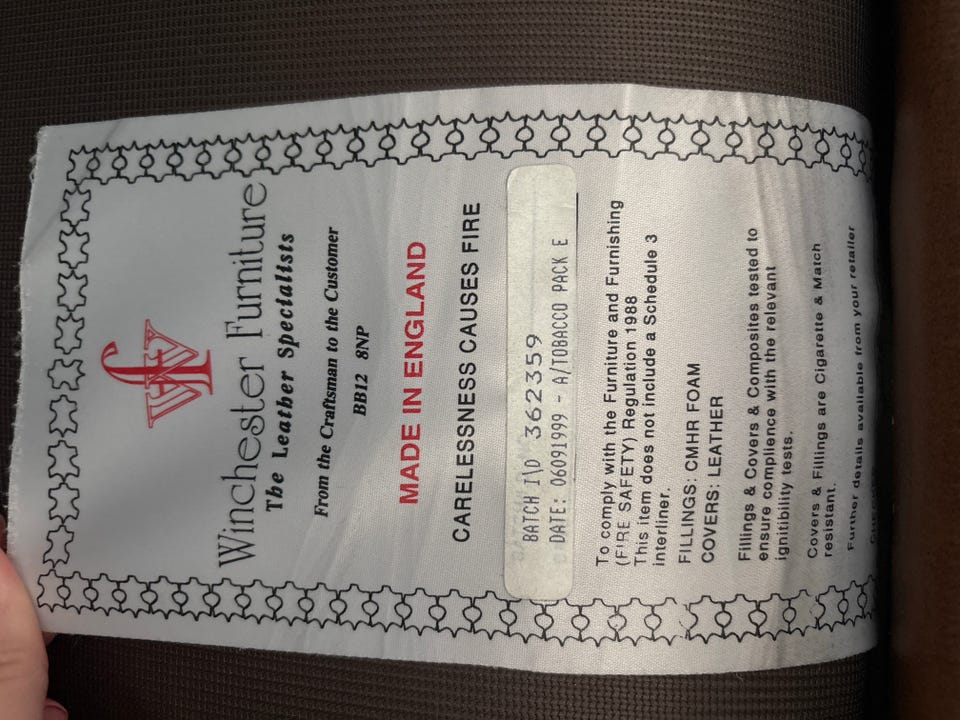 Winchester Furniture
The Leather Specialists
From the Craftsman to the Customer
BB12 8NP
MADE IN ENGLAND
CARELESSNESS CAUSES FIRE
BATCH I\D 362359
DATE: 06091999 - A/TOBACCO PACK E
To comply with the Furniture and Furnishing
(FIRE SAFETY) Regulation 1988
This item does not include a Schedule 3
interliner.
FILLINGS: CMHR FOAM
COVERS: LEATHER
Fillings & Covers & Composites tested to
ensure complience with the relevant
ignitibility tests.
Covers & Fillings are Cigarette & Match
resistant.
Further details available from your retailer